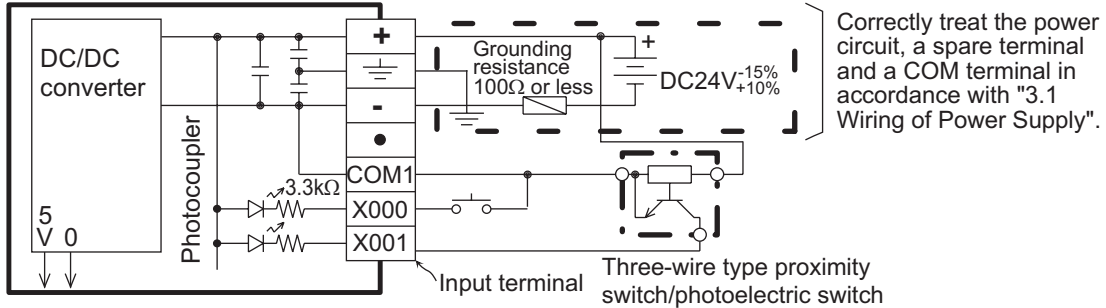 DC/DC
converter
5
V 0
Photocoupler
3.3kΩ
+
-
●
COM1
X000
X001
Grounding
resistance
100Ω or less
+
DC24V -15%
+10%
Correctly treat the power
circuit, a spare terminal
and a COM terminal in
accordance with "3.1
Wiring of Power Supply".
Input terminal
Three-wire type proximity
switch/photoelectric switch